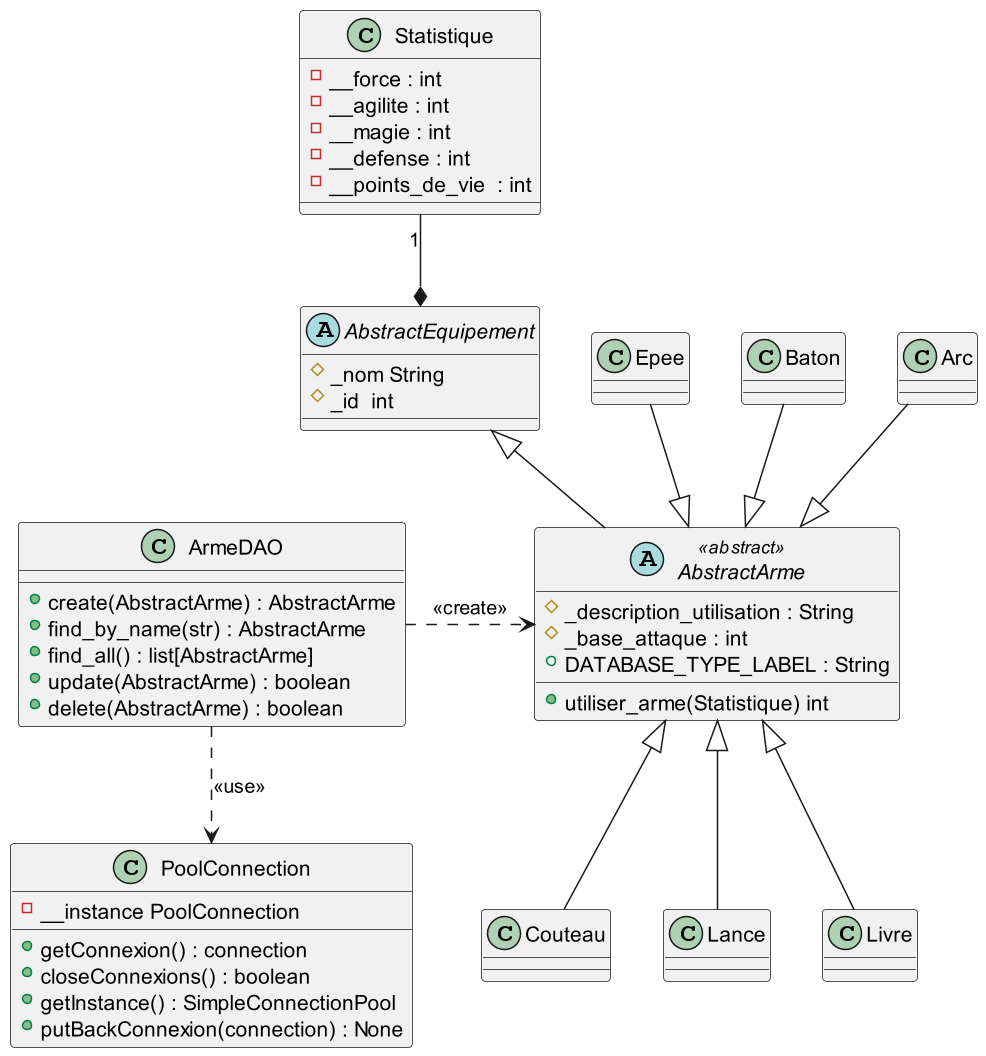 C Statistique
__force : int
__agilite : int
__magie : int
__defense : int
__points_de_vie : int
1
A AbstractEquipement
_nom String
_id int
C Epee
C Baton
C Arc
C ArmeDAO
create(AbstractArme) : AbstractArme
find_by_name(str) : AbstractArme
find_all() : list[AbstractArme]
update(AbstractArme) : boolean
delete(AbstractArme) : boolean
«create»
A «abstract»
AbstractArme
_description_utilisation : String
_base_attaque : int
DATABASE_TYPE_LABEL : String
utiliser_arme(Statistique) int
«use»
C PoolConnection
__instance PoolConnection
getConnexion() : connection
closeConnexions() : boolean
getInstance() : SimpleConnectionPool
putBackConnexion(connection) : None
C Couteau
C Lance
C Livre